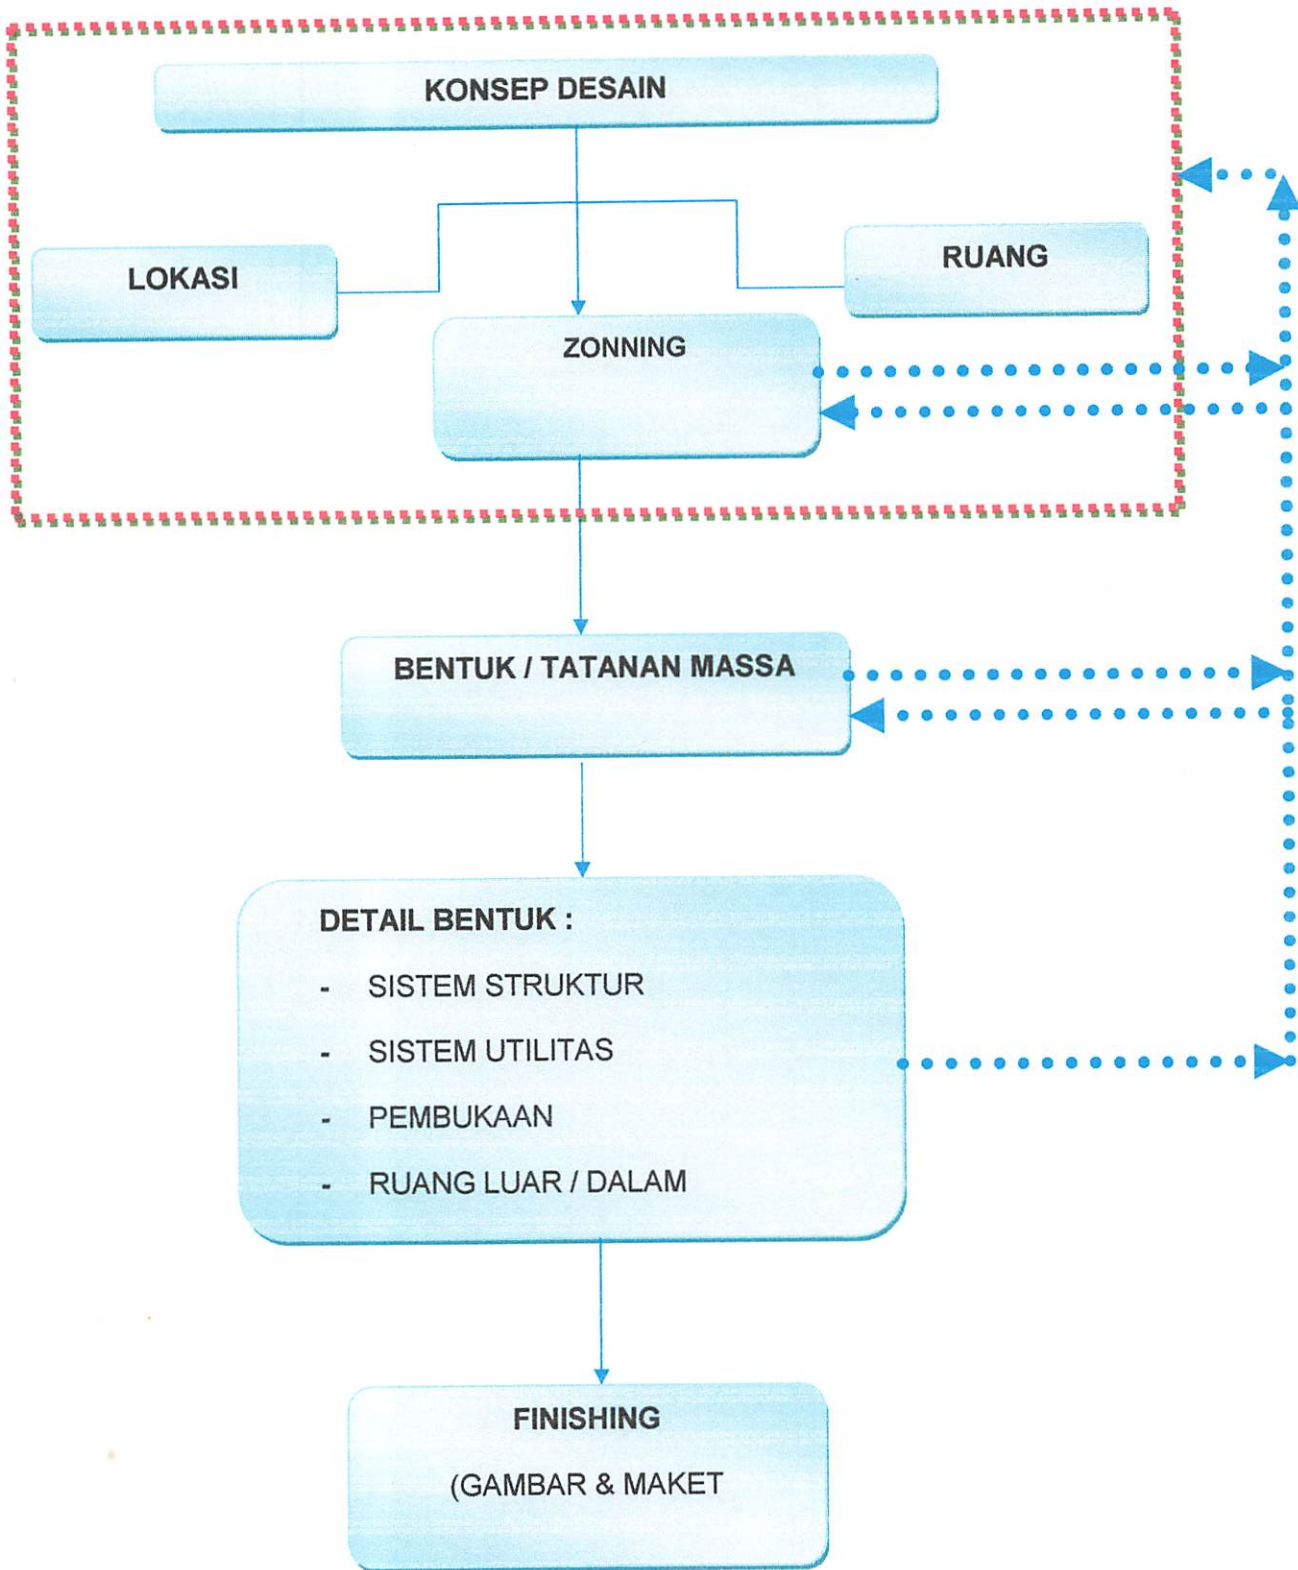 KONSEP DESAIN
LOKASI
RUANG
ZONNING
BENTUK / TATANAN MASSA
DETAIL BENTUK :
- SISTEM STRUKTUR
- SISTEM UTILITAS
- PEMBUKAAN
- RUANG LUAR / DALAM
FINISHING
(GAMBAR & MAKET